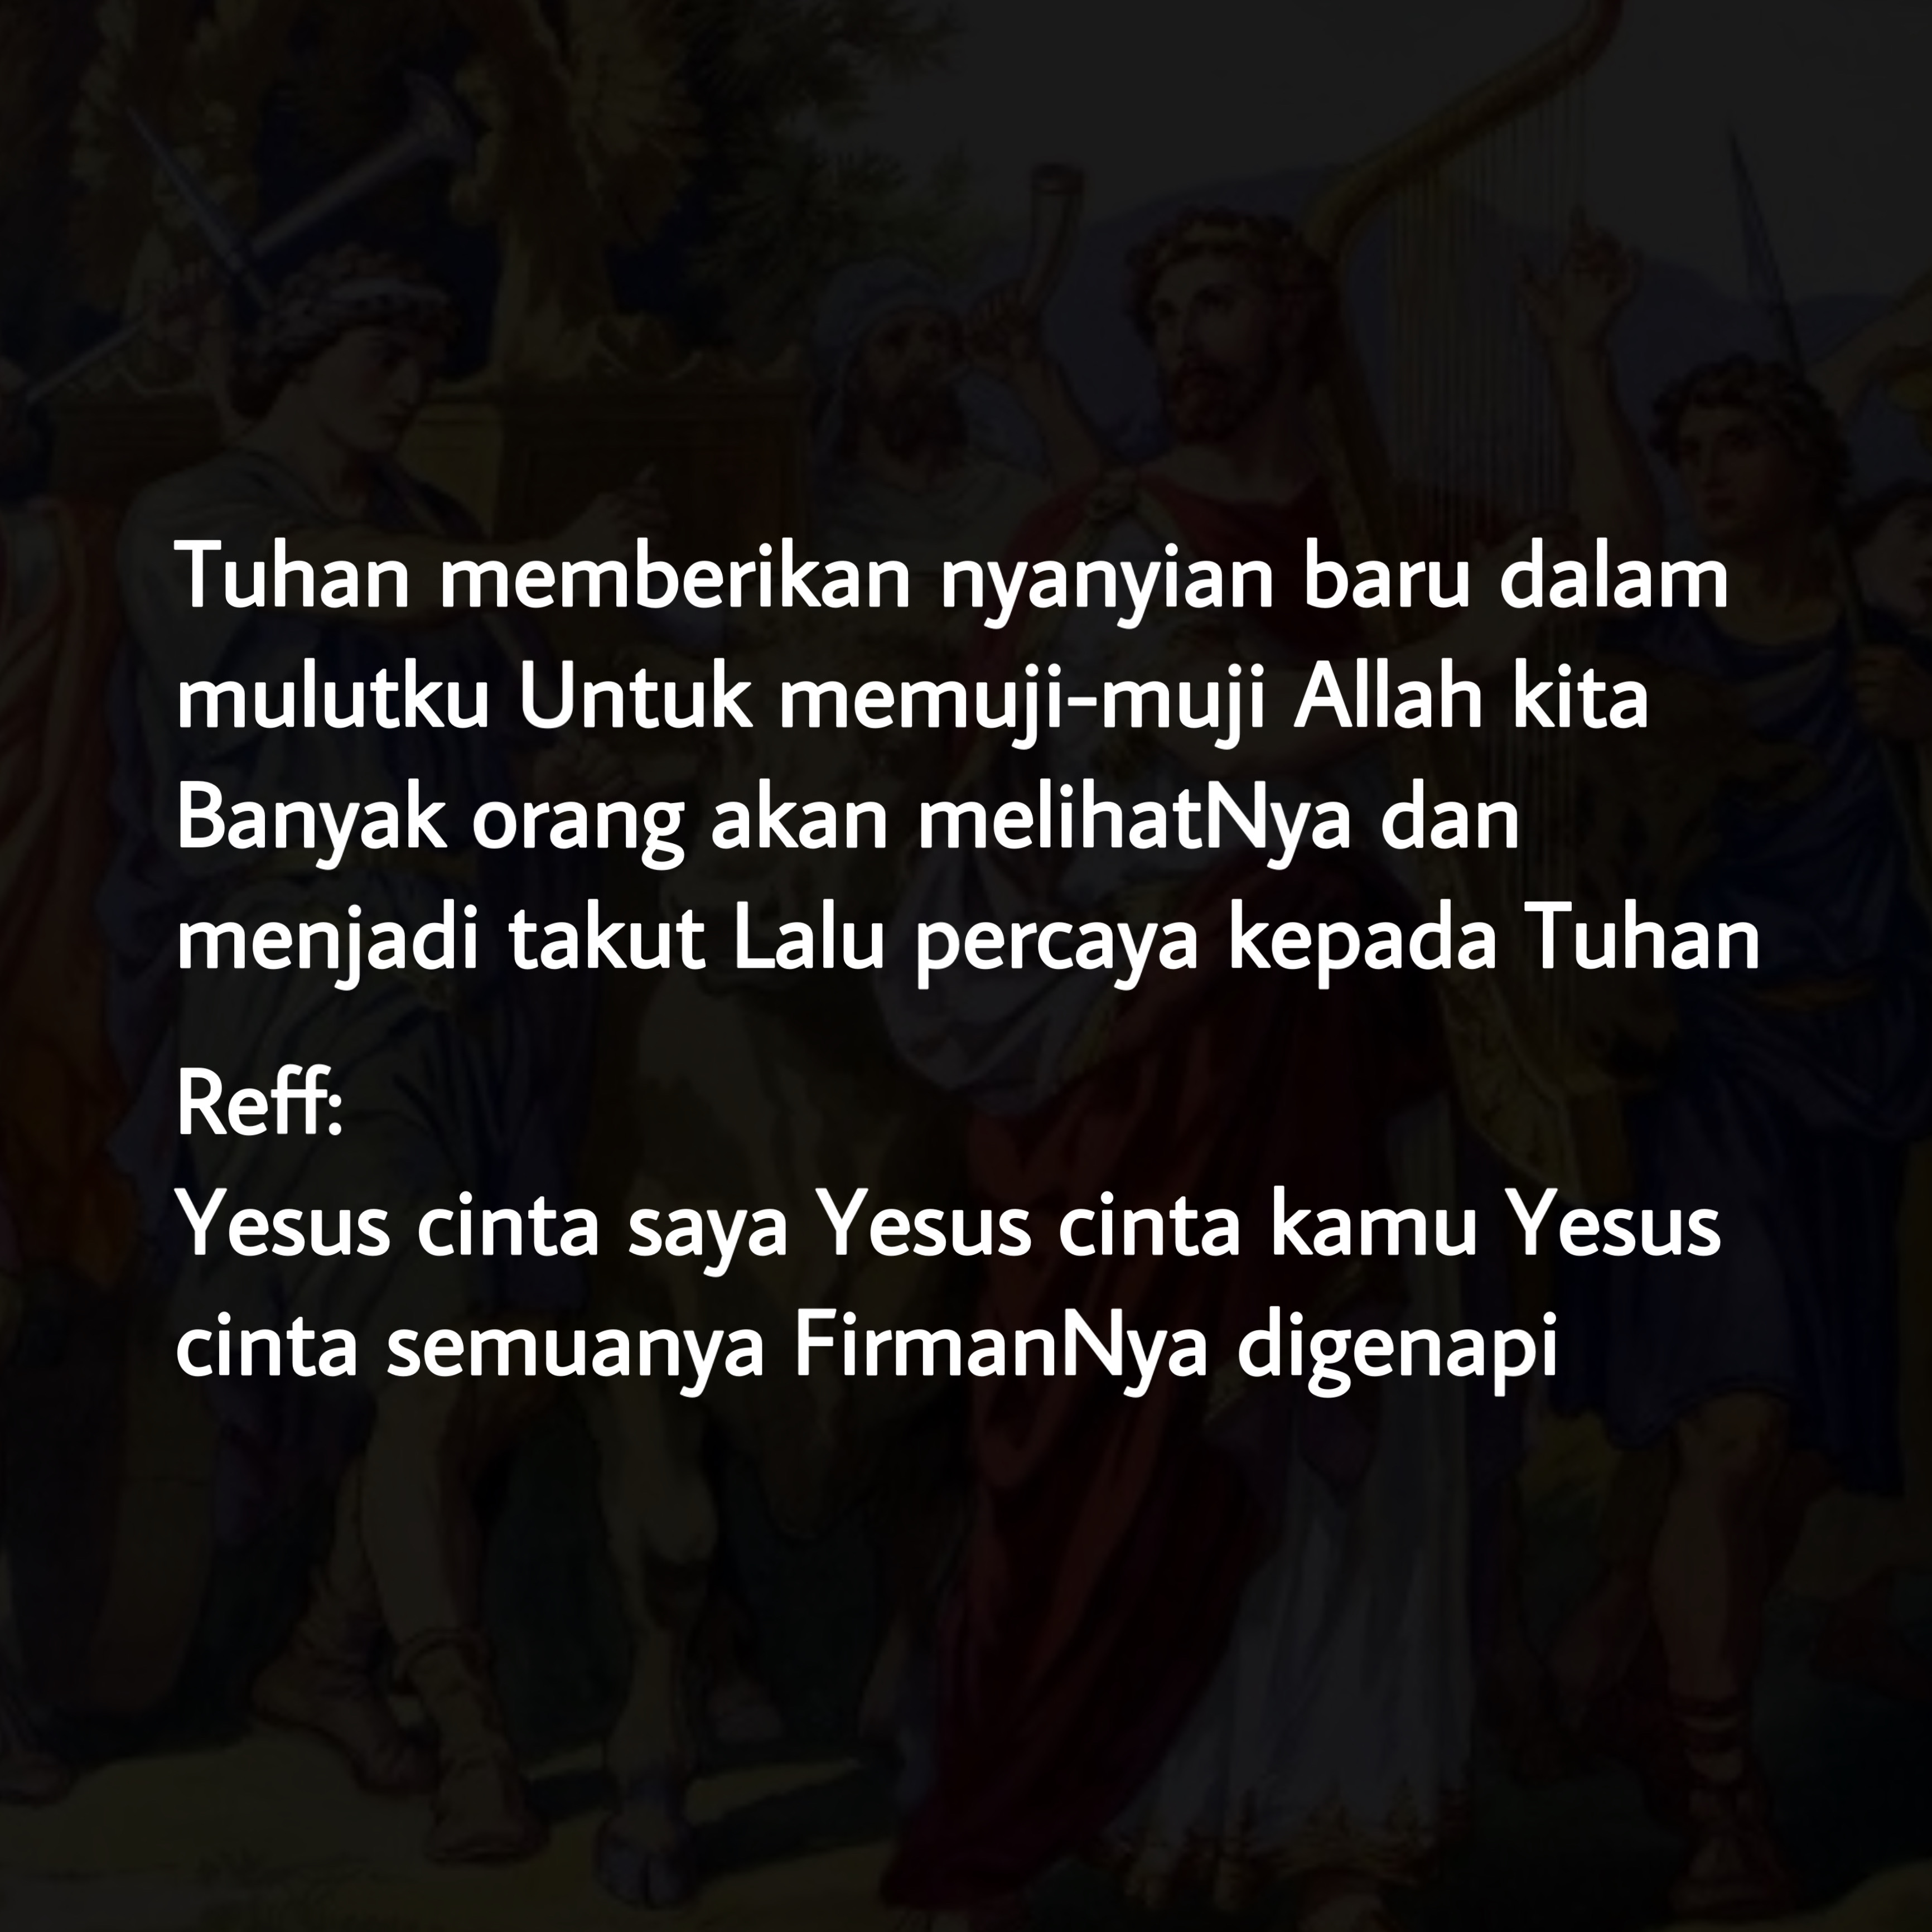 Tuhan memberikan nyanyian baru dalam
mulutku Untuk memuji-muji Allah kita
Banyak orang akan melihatNya dan
menjadi takut Lalu percaya kepada Tuhan
Reff:
Yesus cinta saya Yesus cinta kamu Yesus
cinta semuanya FirmanNya digenapi